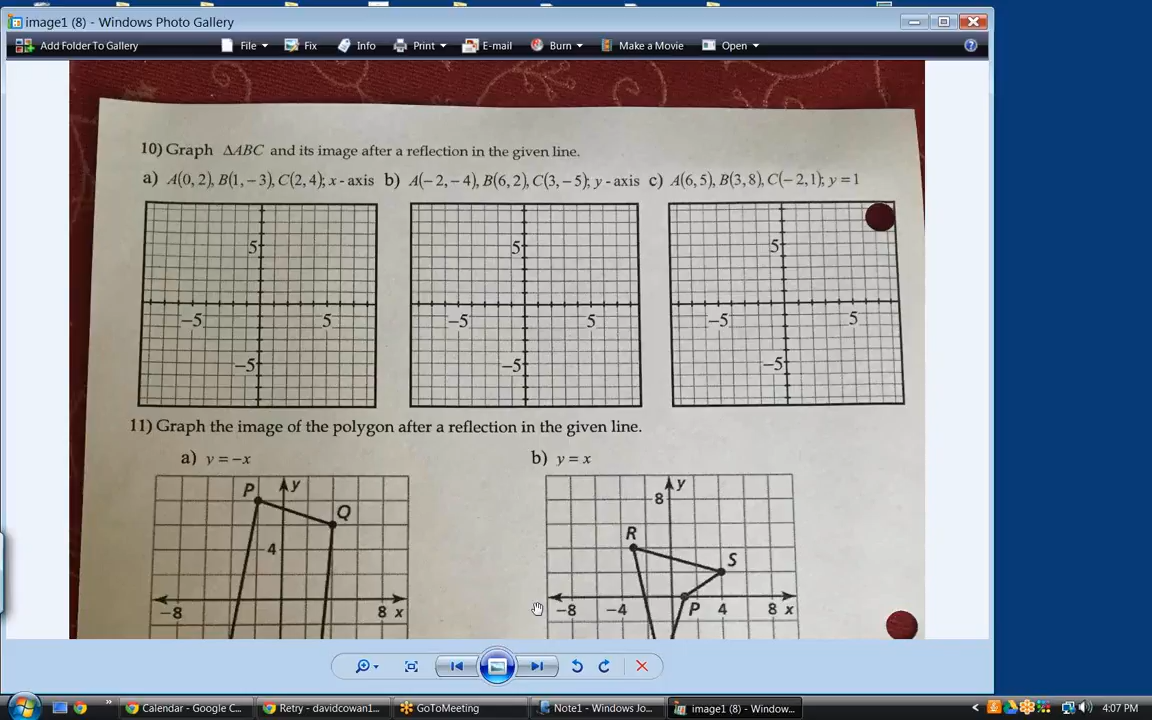 image1 (8) - Windows Photo Gallery
Add Folder To Gallery File Fix Info Print E-mail Burn Make a Movie Open
10) Graph ΔABC and its image after a reflection in the given line.
a) A(0, 2), B(1, −3), C(2, 4); x - axis b) A(−2, −4), B(6, 2), C(3, −5); y - axis c) A(6, 5), B(3, 8), C(−2, 1); y = 1
5 5 5
−5 5 −5 5 −5 5
−5 −5 −5
11) Graph the image of the polygon after a reflection in the given line.
a) y = −x b) y = x
P y 8 y
Q R
4 S
−8 8 x −8 −4 P 4 8 x
Calendar - Google C... Retry - davidcowan1... GoToMeeting Note1 - Windows Jo... image1 (8) - Window... 4:07 PM